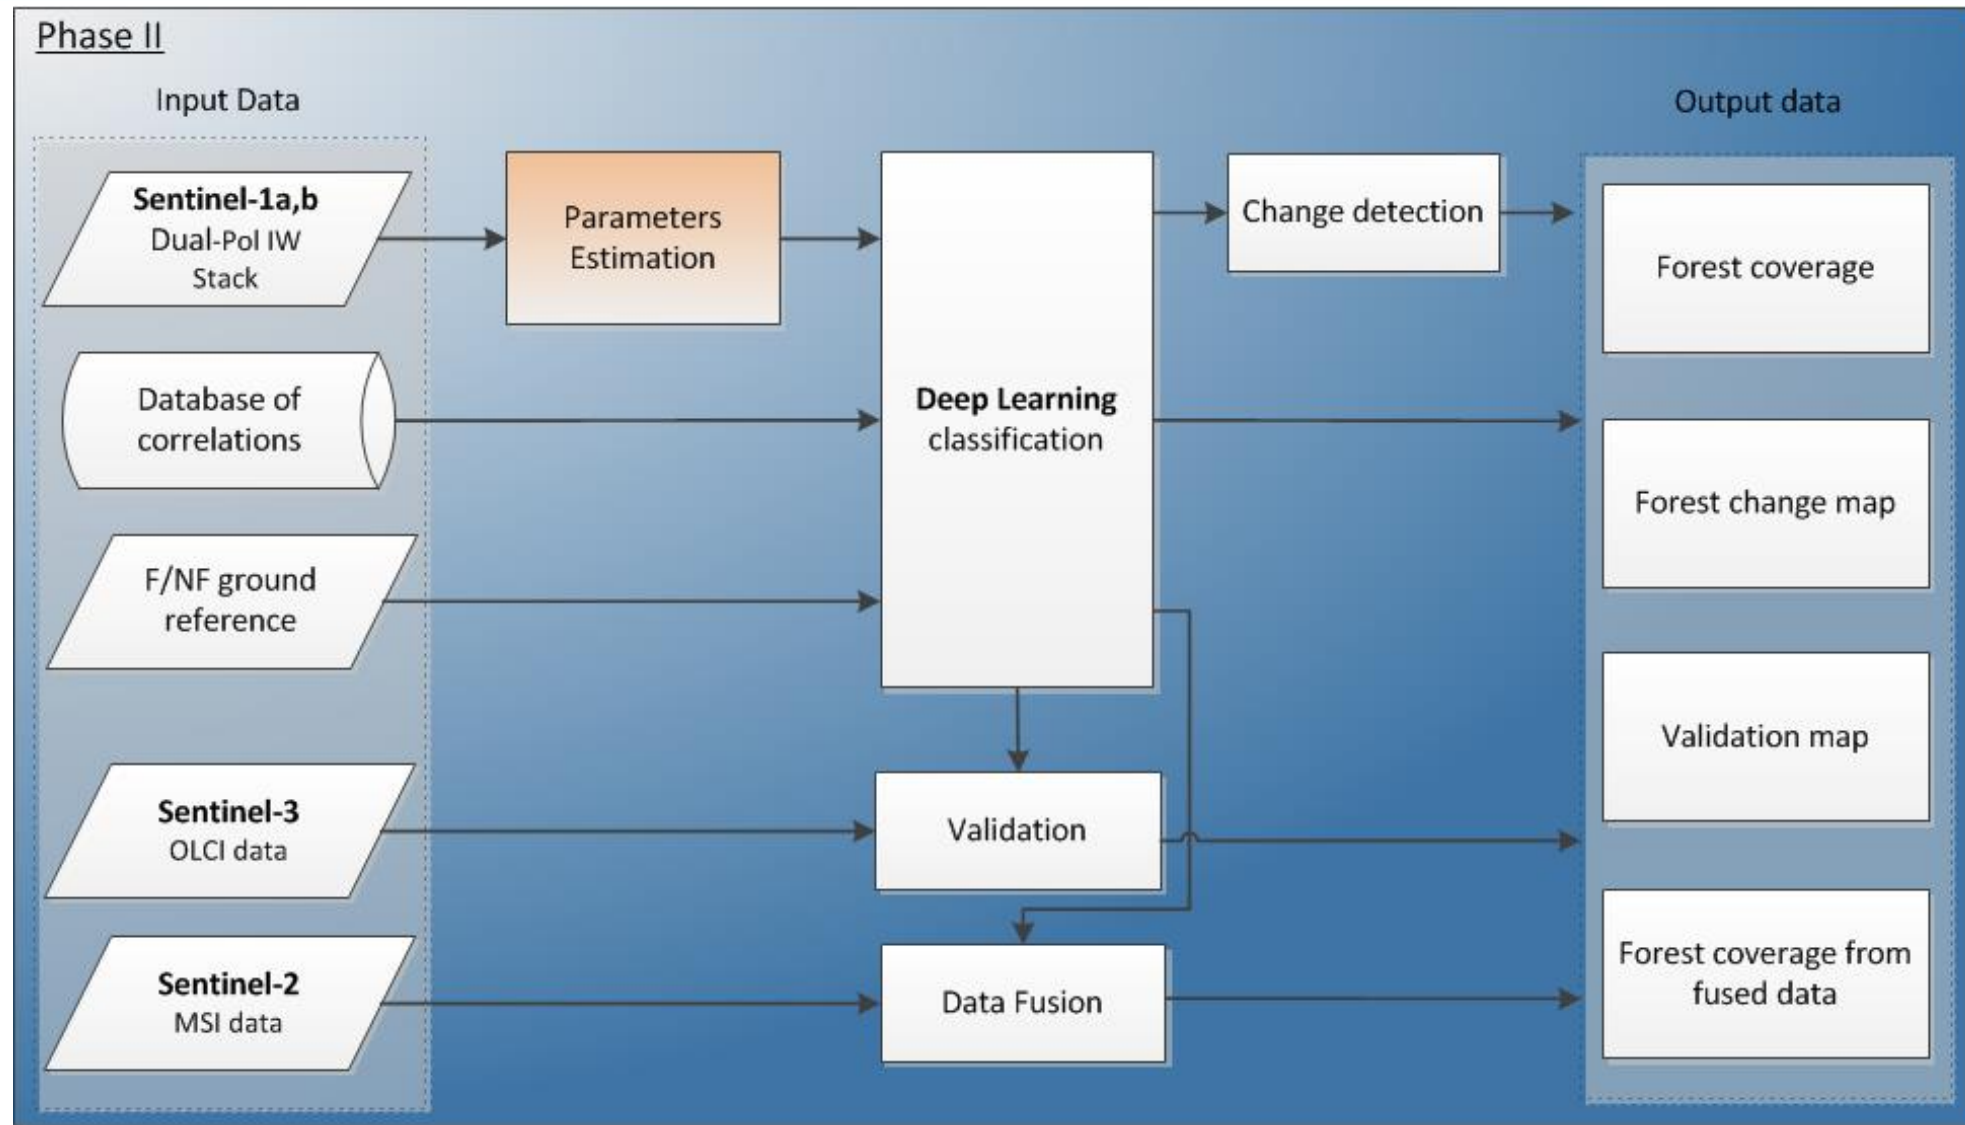 Phase II
Input Data
Output data
Sentinel-1a,b
Dual-Pol IW
Stack
Parameters
Estimation
Change detection
Forest coverage
Database of
correlations
Deep Learning
classification
Forest change map
F/NF ground
reference
Validation map
Sentinel-3
OLCI data
Validation
Forest coverage from
fused data
Sentinel-2
MSI data
Data Fusion